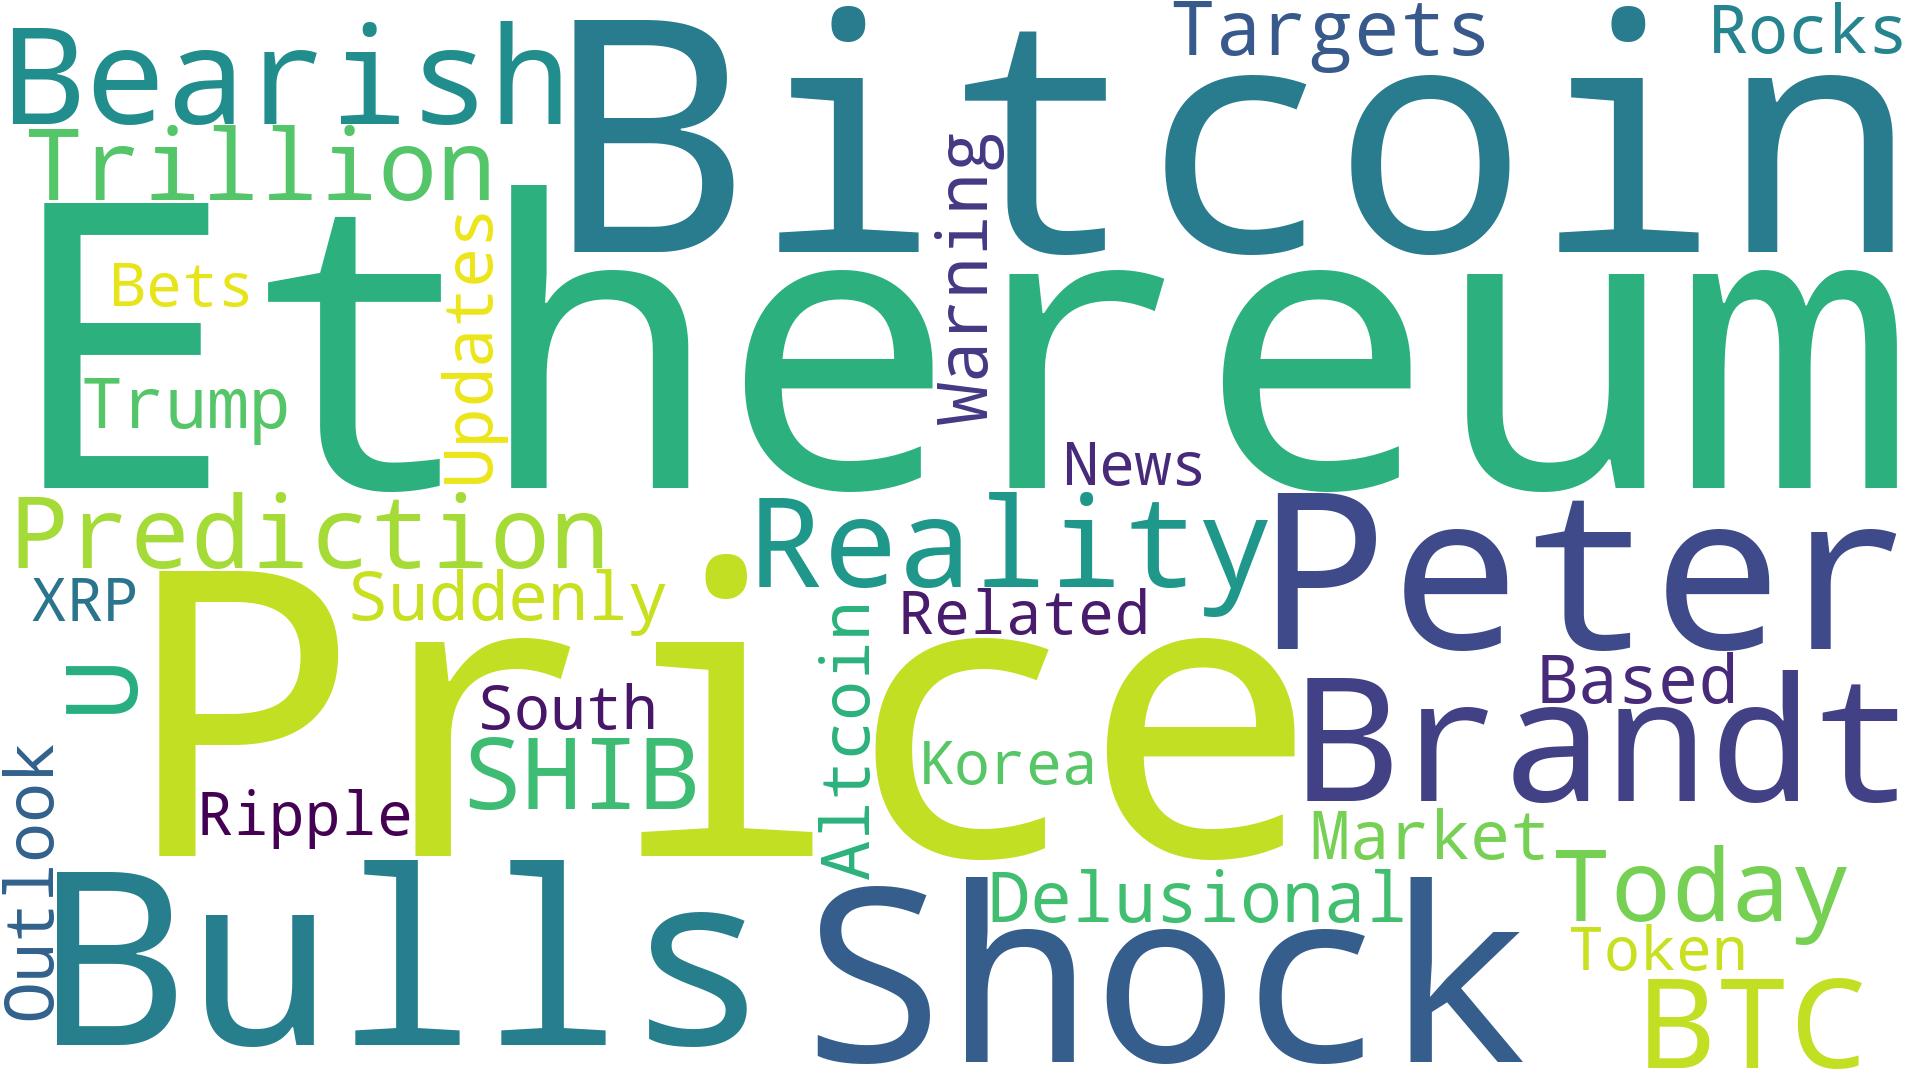 Bearish
Bitcoin
Targets
Rocks
Trillion
Warning
Ethereum
Updates
Bets
Trump
News
Prediction
Reality
Peter
XRP
Suddenly
Price
Related
Altcoin
U
South
Based
Brandt
SHIB
Korea
Outlook
Ripple
Market
Bulls
Shock
Delusional
Today
Token
BTC